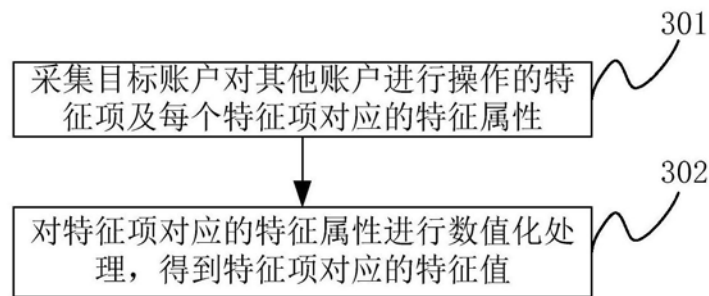 301
采集目标账户对其他账户进行操作的特
征项及每个特征项对应的特征属性
302
对特征项对应的特征属性进行数值化处
理，得到特征项对应的特征值